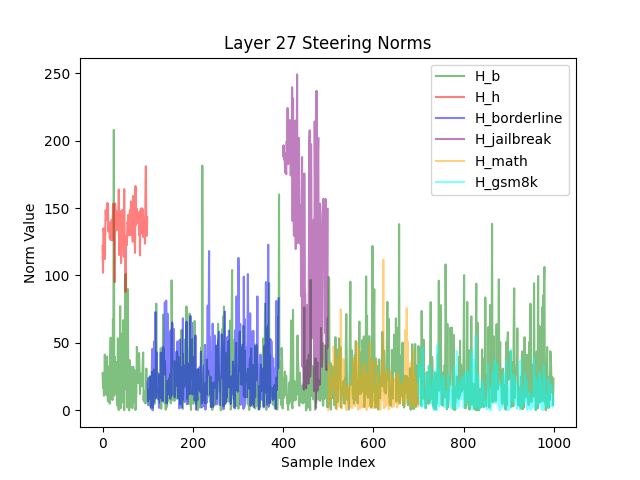 Layer 27 Steering Norms
Norm Value
250
200
150
100
50
0
H_b
H_h
H_borderline
H_jailbreak
H_math
H_gsm8k
0
200
400
600
800
1000
Sample Index